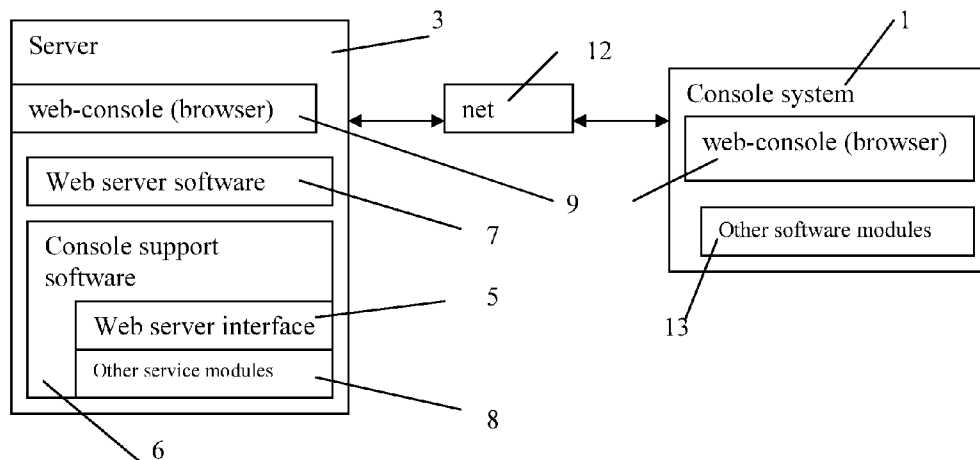 3
Server
12
1
web-console (browser)
net
Console system
web-console (browser)
Web server software
9
7
Other software modules
Console support
software
5
Web server interface
13
Other service modules
8
6